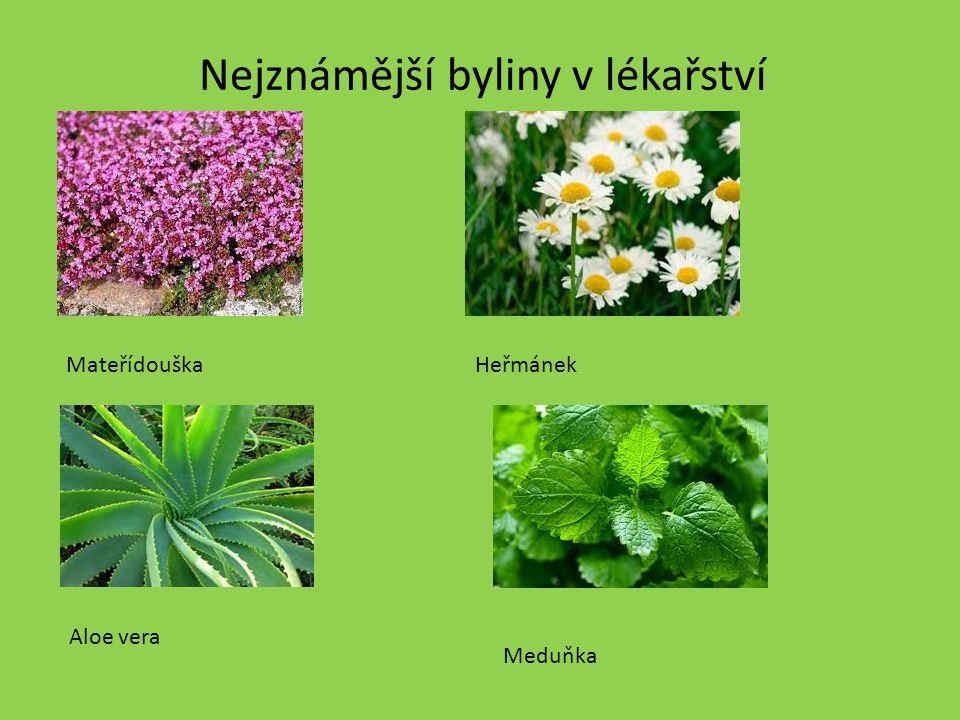 Nejznámější byliny v lékařství
Mateřídouška
Heřmánek
Aloe vera
Meduňka